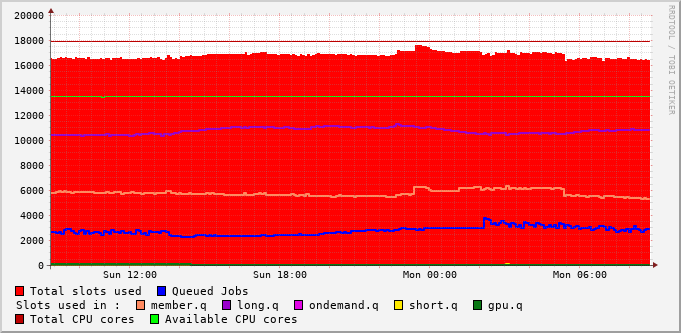 20000
18000
16000
14000
12000
10000
8000
6000
4000
2000
0
Sun 12:00 Sun 18:00 Mon 00:00 Mon 06:00
Total slots used Queued Jobs
Slots used in : member.q long.q ondemand.q short.q gpu.q
Total CPU cores Available CPU cores
RRDTOOL / TOBI OETIKER